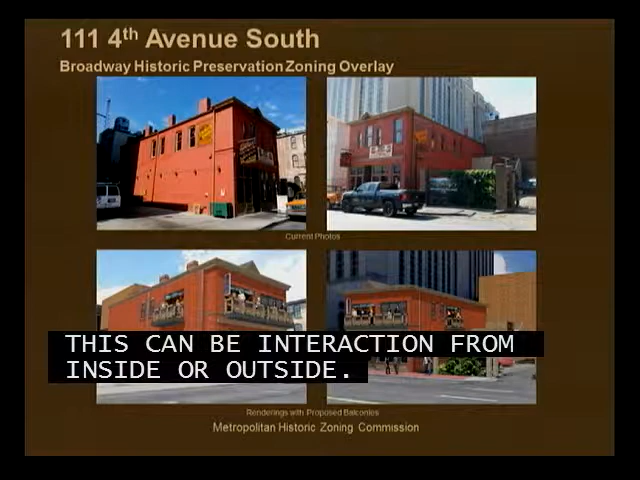 111 4th Avenue South
Broadway Historic Preservation Zoning Overlay
Current Photos
THIS CAN BE INTERACTION FROM
INSIDE OR OUTSIDE.
Renderings with Proposed Balconies
Metropolitan Historic Zoning Commission